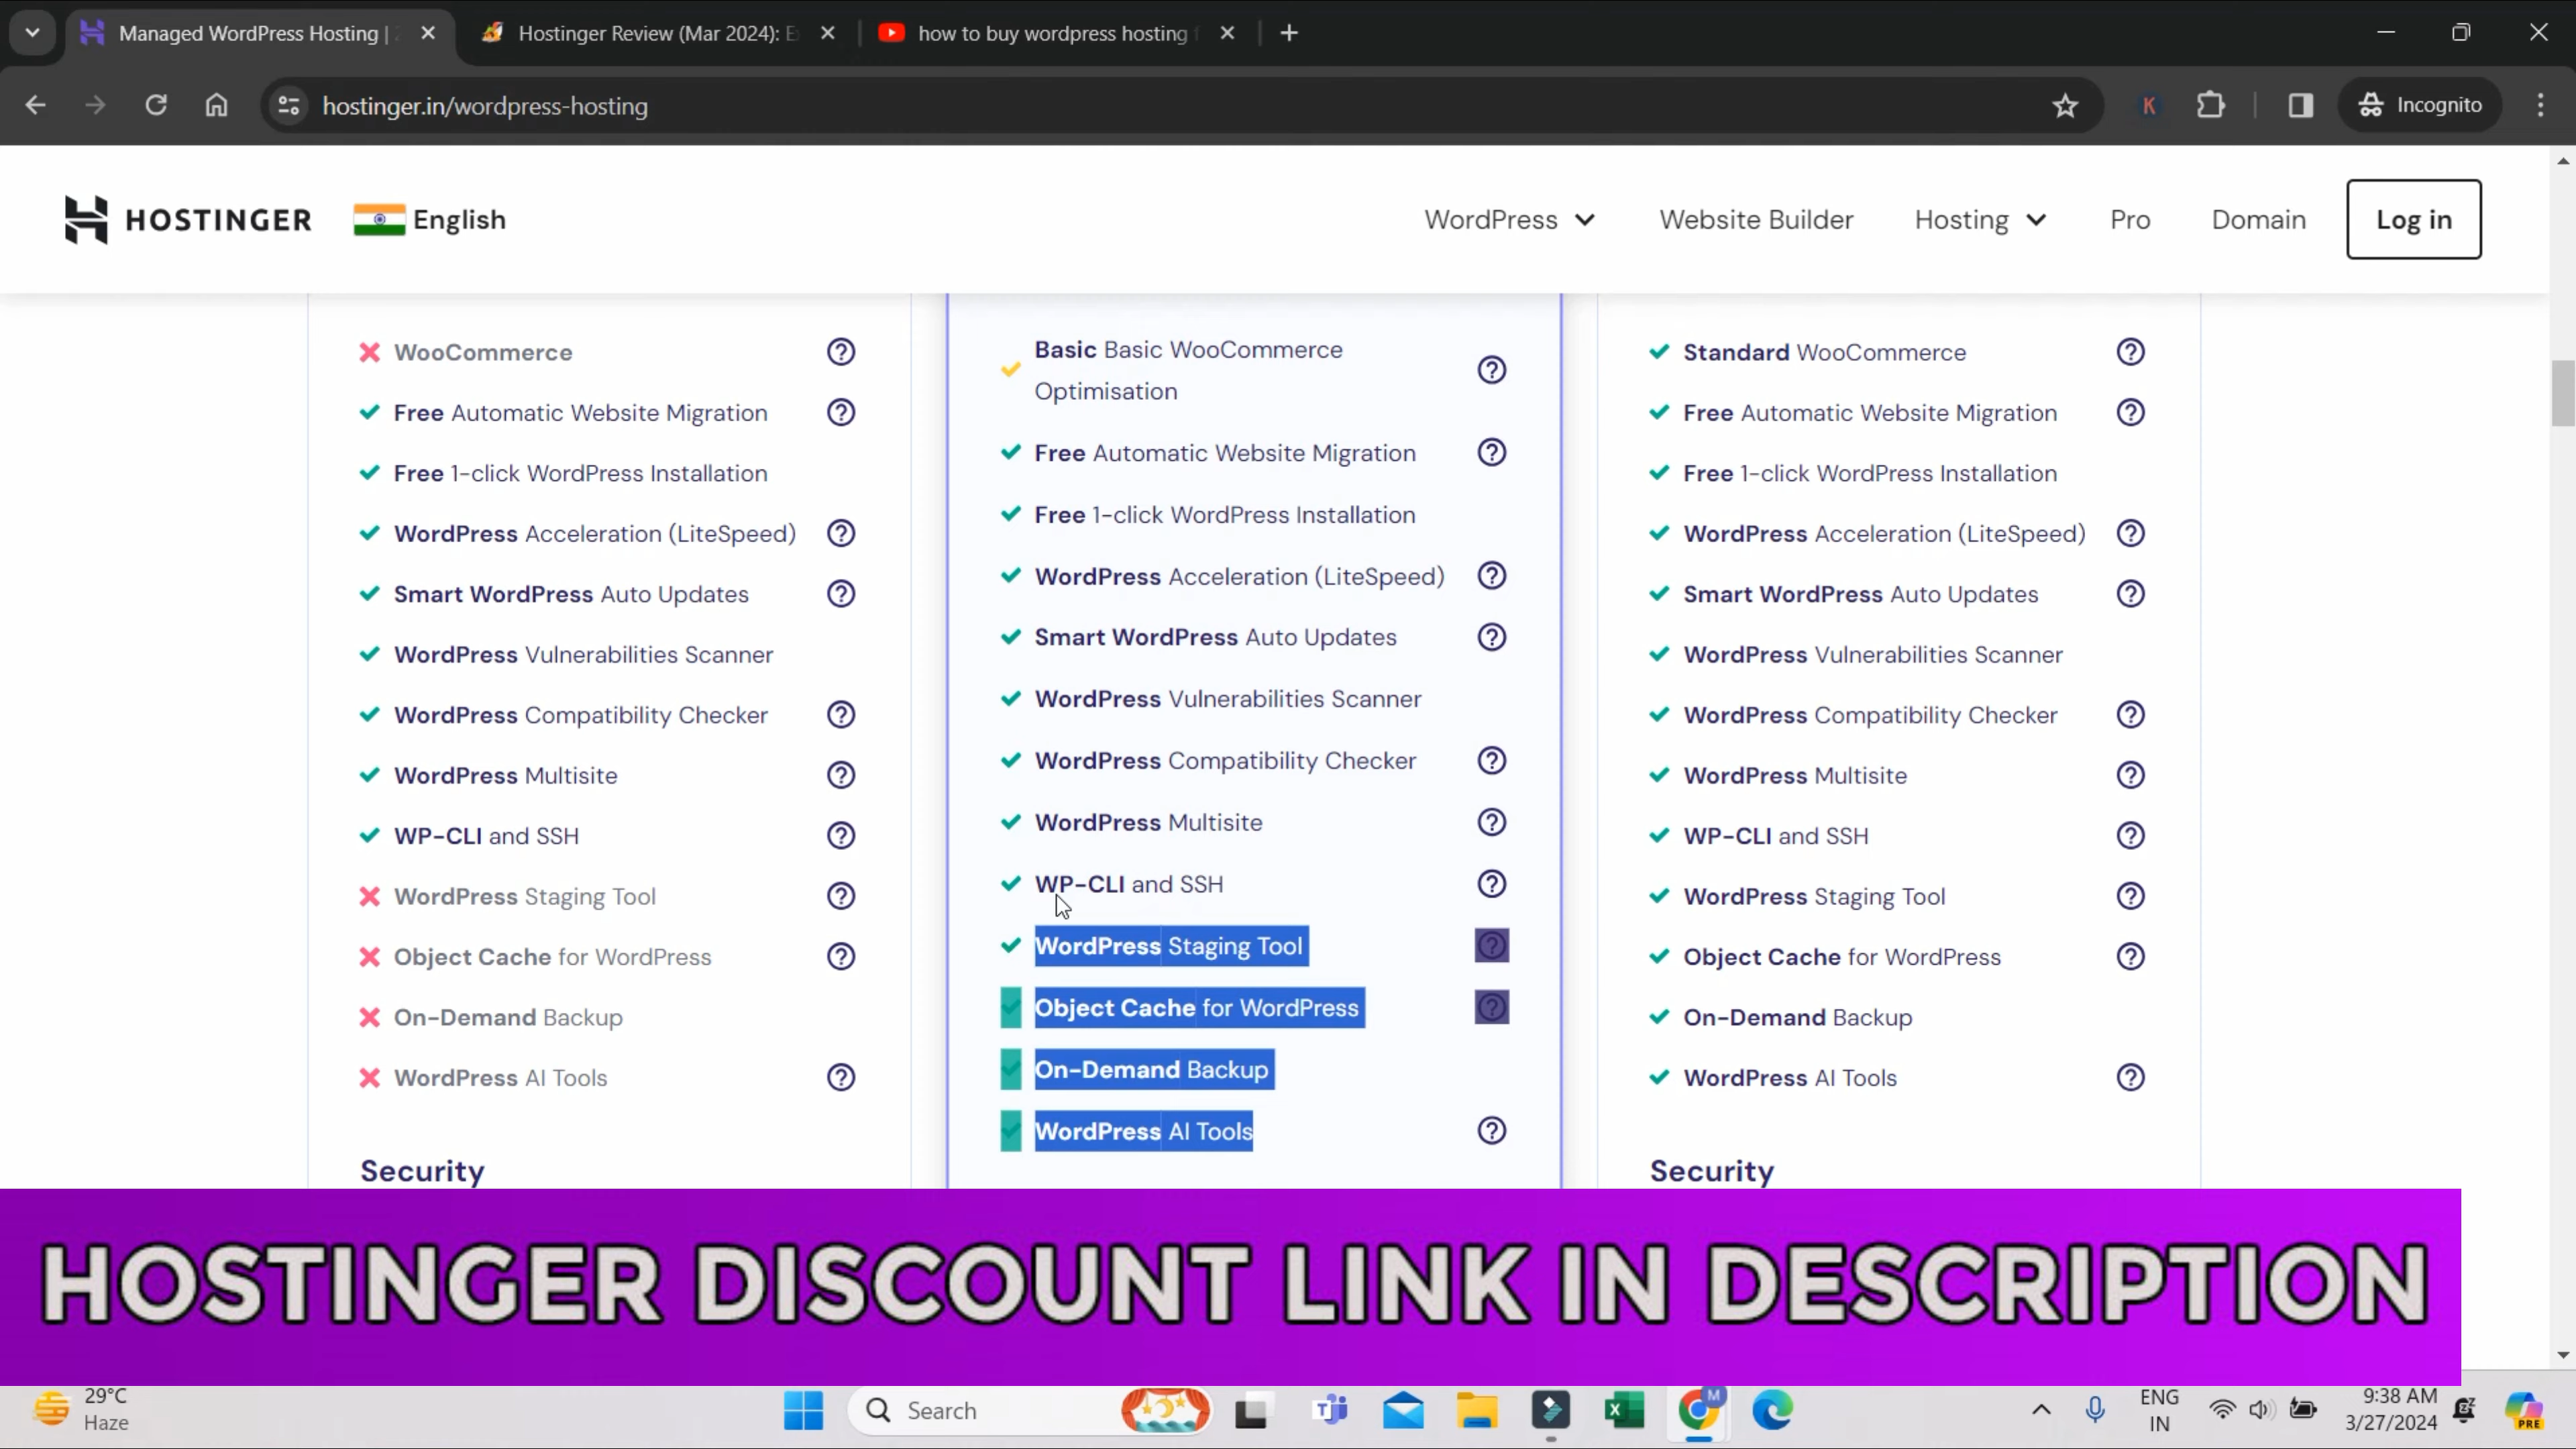 Managed WordPress Hosting |
Hostinger Review (Mar 2024):
how to buy wordpress hosting
hostinger.in/wordpress-hosting
K
Incognito
HOSTINGER
English
WordPress
Website Builder
Hosting
Pro
Domain
Log in
WooCommerce
Free Automatic Website Migration
Free 1-click WordPress Installation
WordPress Acceleration (LiteSpeed)
Smart WordPress Auto Updates
WordPress Vulnerabilities Scanner
WordPress Compatibility Checker
WordPress Multisite
WP-CLI and SSH
WordPress Staging Tool
Object Cache for WordPress
On-Demand Backup
WordPress AI Tools
Security
Basic Basic WooCommerce
Optimisation
Free Automatic Website Migration
Free 1-click WordPress Installation
WordPress Acceleration (LiteSpeed)
Smart WordPress Auto Updates
WordPress Vulnerabilities Scanner
WordPress Compatibility Checker
WordPress Multisite
WP-CLI and SSH
WordPress Staging Tool
Object Cache for WordPress
On-Demand Backup
WordPress AI Tools
Standard WooCommerce
Free Automatic Website Migration
Free 1-click WordPress Installation
WordPress Acceleration (LiteSpeed)
Smart WordPress Auto Updates
WordPress Vulnerabilities Scanner
WordPress Compatibility Checker
WordPress Multisite
WP-CLI and SSH
WordPress Staging Tool
Object Cache for WordPress
On-Demand Backup
WordPress AI Tools
Security
HOSTINGER DISCOUNT LINK IN DESCRIPTION
29°C
Haze
Search
M
ENG
IN
9:38 AM
3/27/2024
PRE